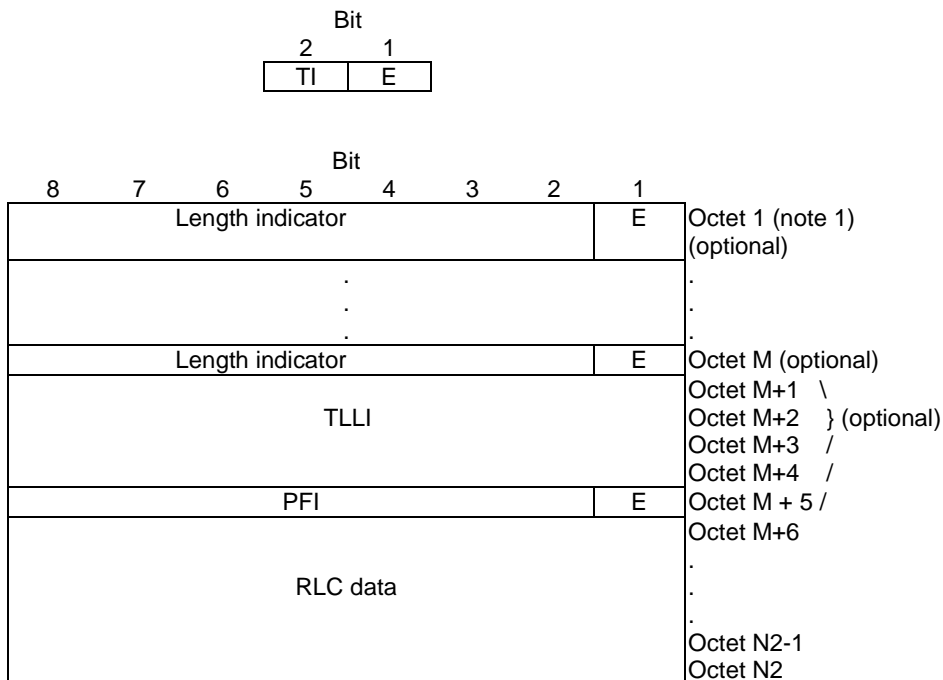 Bit
2 1
TI E
Bit
8 7 6 5 4 3 2 1
Length indicator E Octet 1 (note 1)
(optional)
. .
. .
. .
Length indicator E Octet M (optional)
Octet M+1 \
TLLI Octet M+2 } (optional)
Octet M+3 /
Octet M+4 /
PFI E Octet M + 5 /
Octet M+6
.
RLC data .
.
Octet N2-1
Octet N2